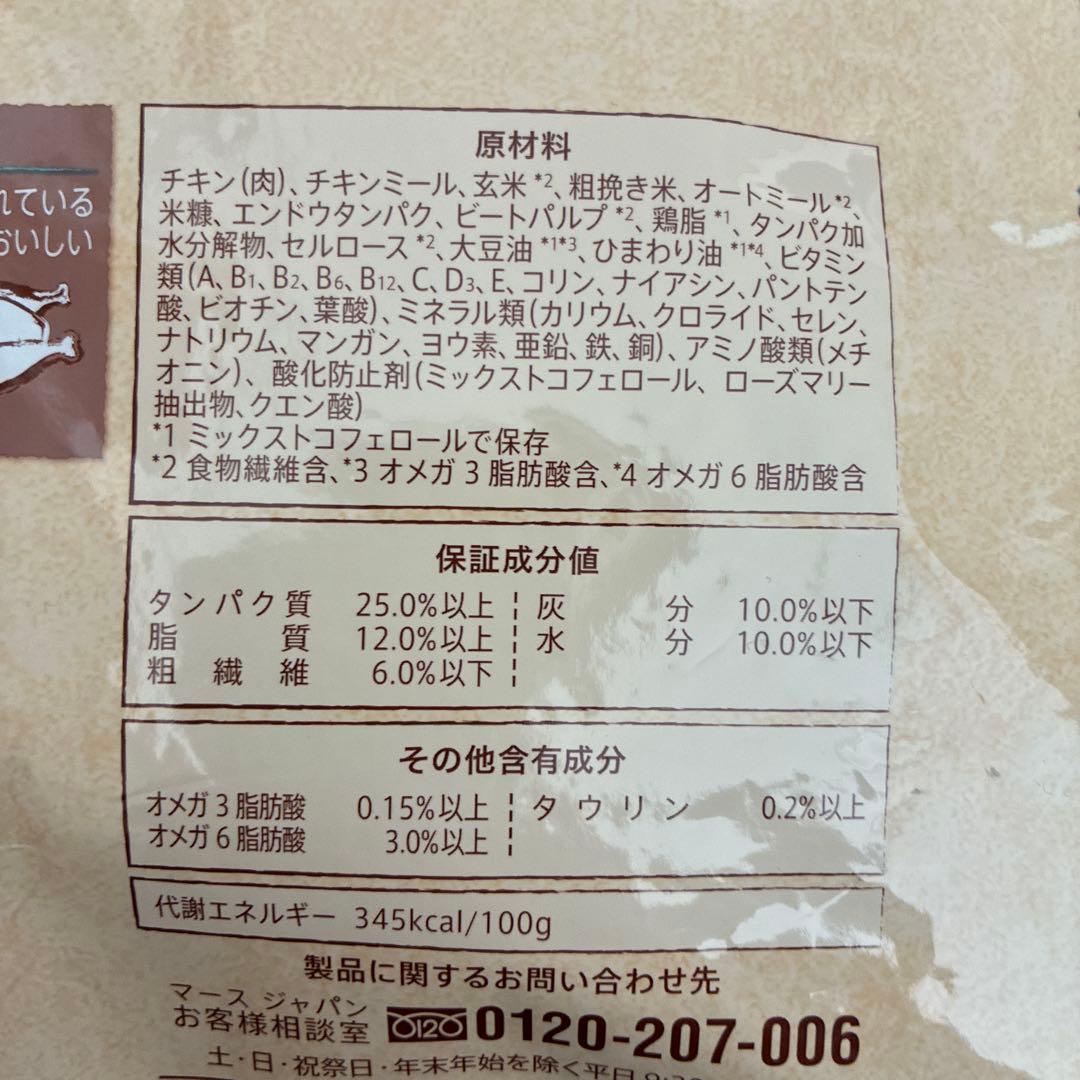 れている
おいしい
原材料
チキン(肉)、チキンミール、玄米*2、粗挽き米、オートミール*2、
米糠、エンドウタンパク、ビートパルプ*2、鶏脂*1、タンパク加
水分解物、セルロース*2、大豆油*1*3、ひまわり油*1*4、ビタミン
類(A、B1、B2、B6、B12、C、D3、E、コリン、ナイアシン、パントテン
酸、ビオチン、葉酸)、ミネラル類(カリウム、クロライド、セレン、
ナトリウム、マンガン、ヨウ素、亜鉛、鉄、銅)、アミノ酸類(メチ
オニン)、酸化防止剤(ミックストコフェロール、ローズマリー
抽出物、クエン酸)
*1 ミックストコフェロールで保存
*2 食物繊維含、*3 オメガ3脂肪酸含、*4 オメガ6脂肪酸含
保証成分値
タンパク質 25.0%以上 灰分 10.0%以下
脂質 12.0%以上 水分 10.0%以下
粗繊維 6.0%以下
その他含有成分
オメガ3脂肪酸 0.15%以上 タウリン 0.2%以上
オメガ6脂肪酸 3.0%以上
代謝エネルギー 345kcal/100g
製品に関するお問い合わせ先
マース ジャパン
お客様相談室 0120 0120-207-006
土・日・祝祭日・年末年始を除く平日